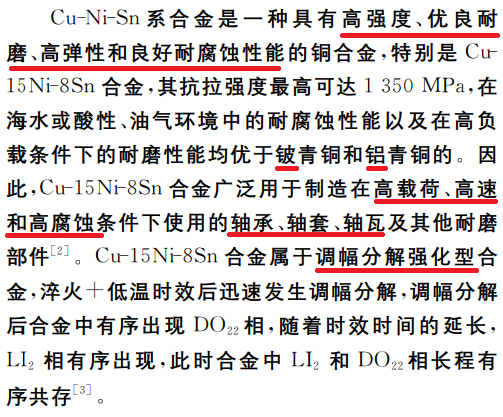 Cu-Ni-Sn 系合金是一种具有高强度、优良耐
磨、高弹性和良好耐腐蚀性能的铜合金,特别是 Cu-
15Ni-8Sn 合金,其抗拉强度最高可达 1 350 MPa,在
海水或酸性、油气环境中的耐腐蚀性能以及在高负
载条件下的耐磨性能均优于铍青铜和铝青铜的。因
此,Cu-15Ni-8Sn 合金广泛用于制造在高载荷、高速
和高腐蚀条件下使用的轴承、轴套、轴瓦及其他耐磨
部件[2]。Cu-15Ni-8Sn 合金属于调幅分解强化型合
金,淬火+低温时效后迅速发生调幅分解,调幅分解
后合金中有序出现 DO22 相,随着时效时间的延长,
LI2 相有序出现,此时合金中 LI2 和 DO22 相长程有
序共存[3]。